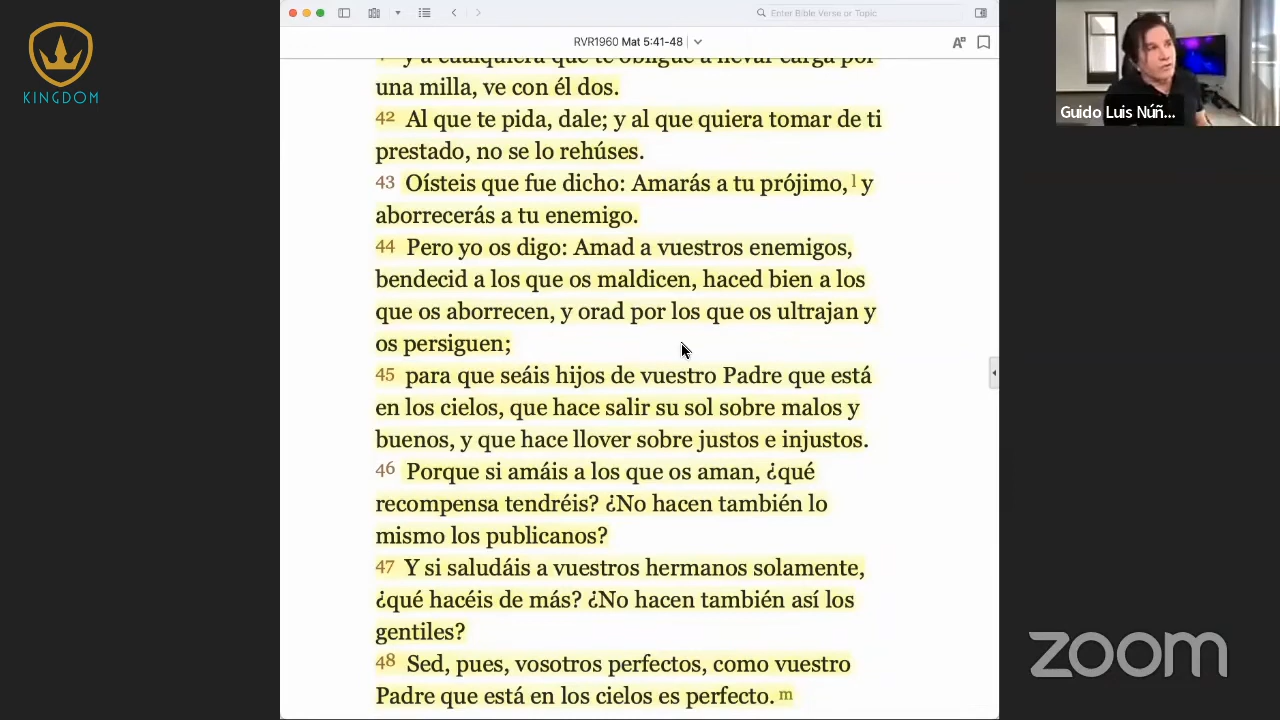 KINGDOM
Enter Bible Verse or Topic
RVR1960 Mat 5:41-48
y a cualquiera que te obligue a llevar carga por
una milla, ve con él dos.
42 Al que te pida, dale; y al que quiera tomar de ti
prestado, no se lo rehúses.
43 Oísteis que fue dicho: Amarás a tu prójimo, l y
aborrecerás a tu enemigo.
44 Pero yo os digo: Amad a vuestros enemigos,
bendecid a los que os maldicen, haced bien a los
que os aborrecen, y orad por los que os ultrajan y
os persiguen;
45 para que seáis hijos de vuestro Padre que está
en los cielos, que hace salir su sol sobre malos y
buenos, y que hace llover sobre justos e injustos.
46 Porque si amáis a los que os aman, ¿qué
recompensa tendréis? ¿No hacen también lo
mismo los publicanos?
47 Y si saludáis a vuestros hermanos solamente,
¿qué hacéis de más? ¿No hacen también así los
gentiles?
48 Sed, pues, vosotros perfectos, como vuestro
Padre que está en los cielos es perfecto. m
Guido Luis Núñ...
zoom